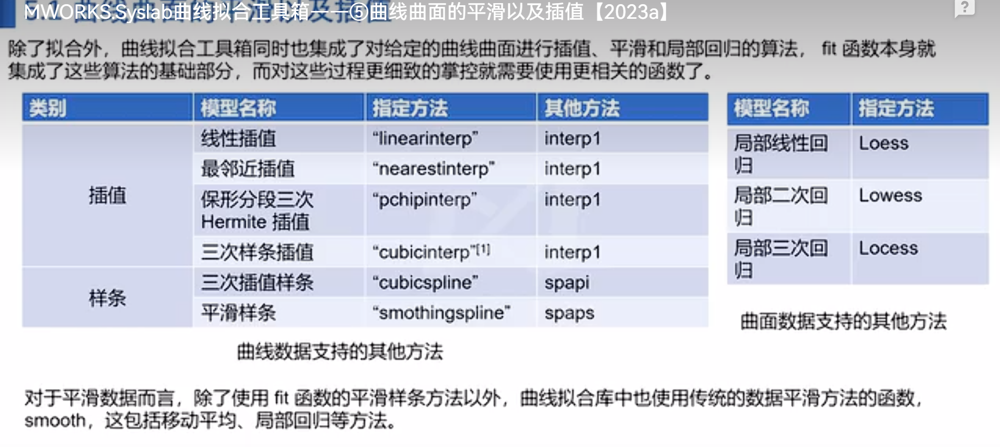 MWORKS.Syslab曲线拟合工具箱——⑤曲线曲面的平滑以及插值【2023a】
?
除了拟合外，曲线拟合工具箱同时也集成了对给定的曲线曲面进行插值、平滑和局部回归的算法， fit 函数本身就
集成了这些算法的基础部分，而对这些过程更细致的掌控就需要使用更相关的函数了。
类别 模型名称 指定方法 其他方法
插值
线性插值 “linearinterp” interp1
最邻近插值 “nearestinterp” interp1
保形分段三次 “pchipinterp” interp1
Hermite 插值
三次样条插值 “cubicinterp”[1] interp1
样条
三次插值样条 “cubicspline” spapi
平滑样条 “smothingspline” spaps
曲线数据支持的其他方法
模型名称 指定方法
局部线性回 Loess
归
局部二次回 Lowess
归
局部三次回 Locess
归
曲面数据支持的其他方法
对于平滑数据而言，除了使用 fit 函数的平滑样条方法以外，曲线拟合库中也使用传统的数据平滑方法的函数，
smooth，这包括移动平均、局部回归等方法。